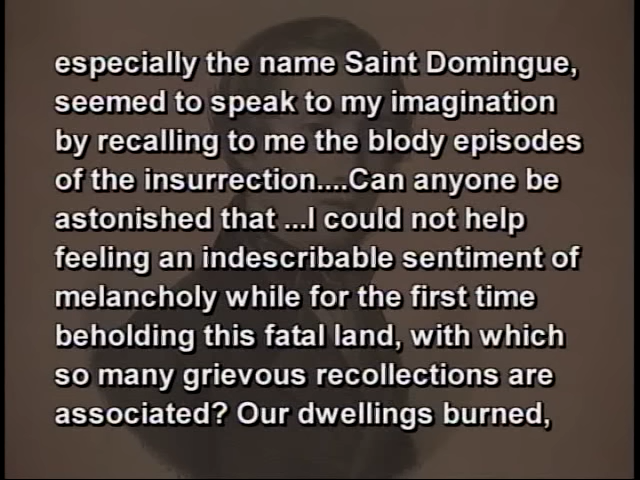 especially the name Saint Domingue,
seemed to speak to my imagination
by recalling to me the blody episodes
of the insurrection....Can anyone be
astonished that ...I could not help
feeling an indescribable sentiment of
melancholy while for the first time
beholding this fatal land, with which
so many grievous recollections are
associated? Our dwellings burned,